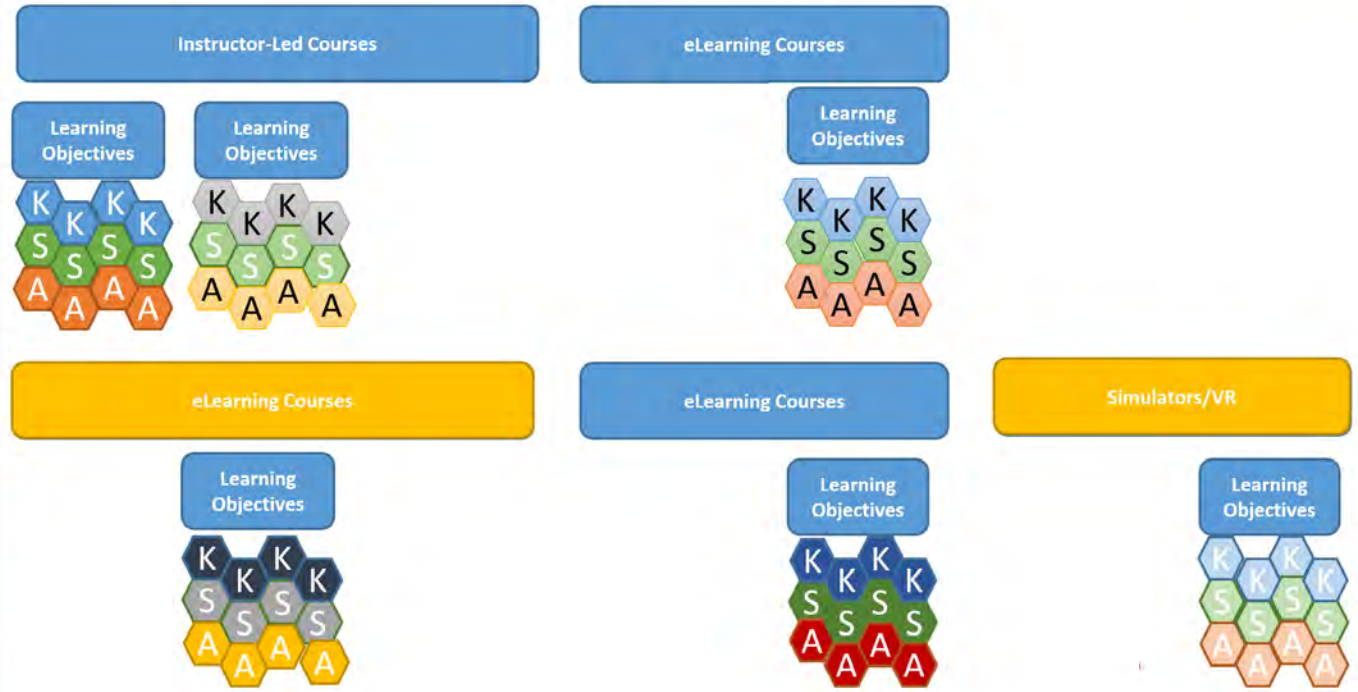 Instructor-Led Courses
eLearning Courses
Learning
Objectives
Learning
Objectives
Learning
Objectives
K K K K
S S S S
A A A A
K K K K
S S S S
A A A A
K K K K
S S S S
A A A A
eLearning Courses
eLearning Courses
Simulators/VR
Learning
Objectives
Learning
Objectives
Learning
Objectives
K K K K
S S S S
A A A A
K K K K
S S S S
A A A A
K K K K
S S S S
A A A A